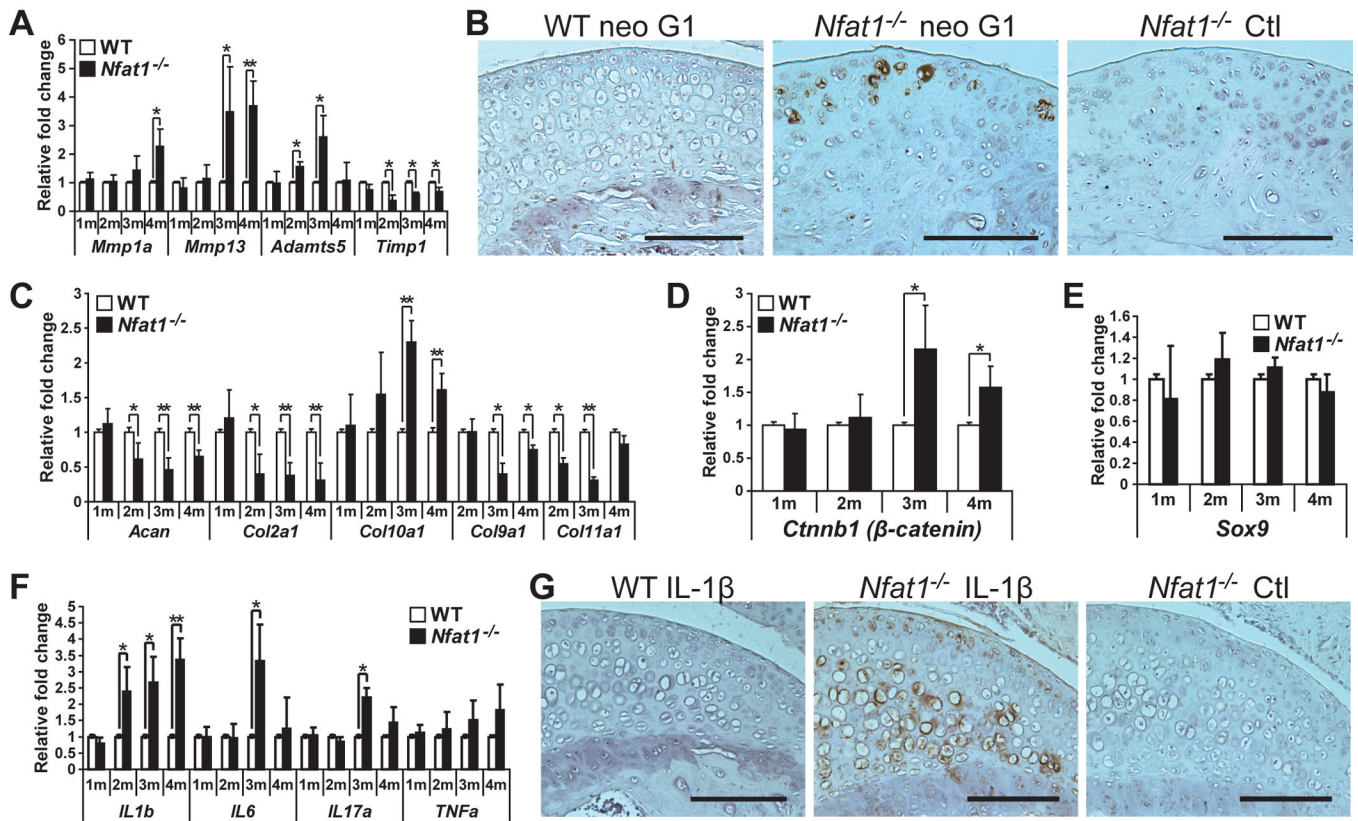 A
WT
Nfat1-/-
Relative fold change
6
5
4
3
2
1
0
* * ** * * * * *
1m 2m 3m 4m 1m 2m 3m 4m 1m 2m 3m 4m 1m 2m 3m 4m
Mmp1a Mmp13 Adamts5 Timp1
B
WT neo G1 Nfat1-/- neo G1 Nfat1-/- Ctl
C
WT
Nfat1-/-
Relative fold change
3
2.5
2
1.5
1
0.5
0
* ** ** * ** ** ** ** * * * **
1m 2m 3m 4m 1m 2m 3m 4m 1m 2m 3m 4m 1m 2m 3m 4m 1m 2m 3m 4m
Acan Col2a1 Col10a1 Col9a1 Col11a1
D
WT
Nfat1-/-
Relative fold change
3
2.5
2
1.5
1
0.5
0
* *
1m 2m 3m 4m
Ctnnb1 (β-catenin)
E
WT
Nfat1-/-
Relative fold change
1.6
1.4
1.2
1
0.8
0.6
0.4
0.2
0
1m 2m 3m 4m
Sox9
F
WT
Nfat1-/-
Relative fold change
5
4.5
4
3.5
3
2.5
2
1.5
1
0.5
0
* * ** * *
1m 2m 3m 4m 1m 2m 3m 4m 1m 2m 3m 4m 1m 2m 3m 4m
IL1b IL6 IL17a TNFa
G
WT IL-1β Nfat1-/- IL-1β Nfat1-/- Ctl